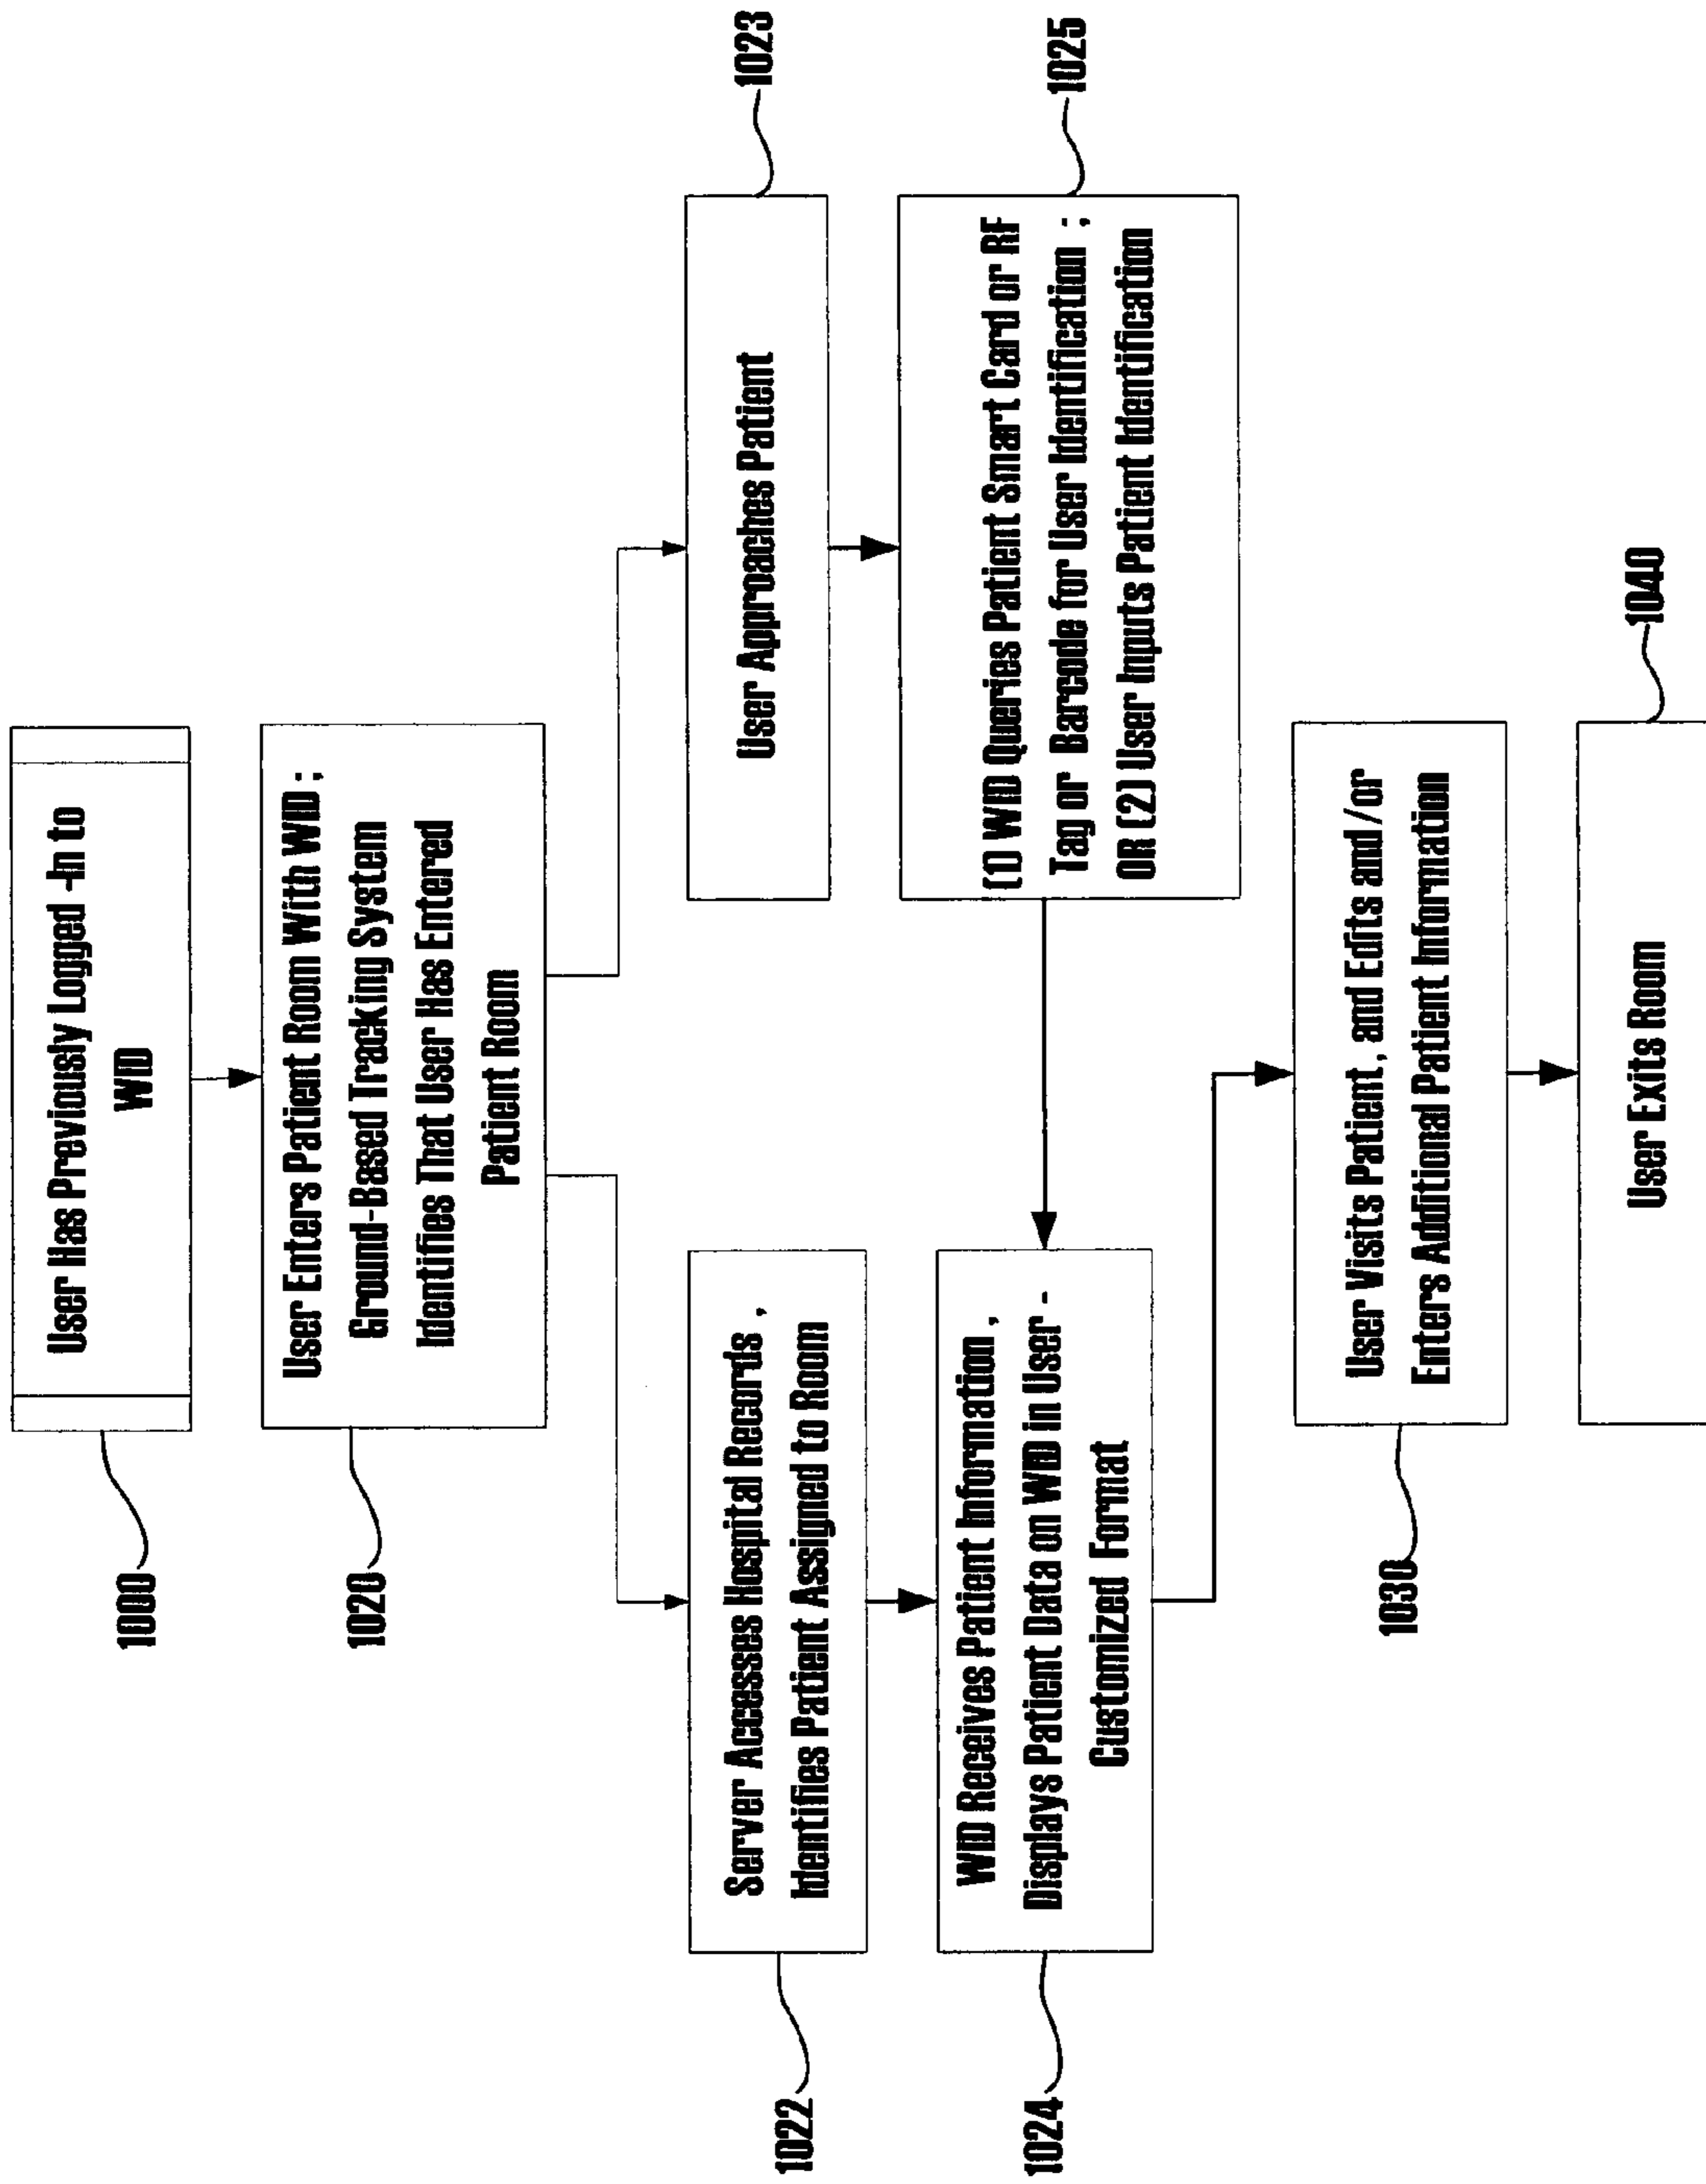 User Has Previously Logged -In to
WID
1000
User Enters Patient Room With WID ;
Ground-Based Tracking System
Identifies That User Has Entered
Patient Room
1020
Server Accesses Hospital Records ,
Identifies Patient Assigned to Room
1022
User Approaches Patient
1023
WID Receives Patient Information ,
Displays Patient Data on WID in User -
Customized Format
1024
(1) WID Queries Patient Smart Card or RF
Tag or Barcode for User Identification ;
OR (2) User Inputs Patient Identification
1025
User Visits Patient, and Edits and/or
Enters Additional Patient Information
1030
User Exits Room
1040